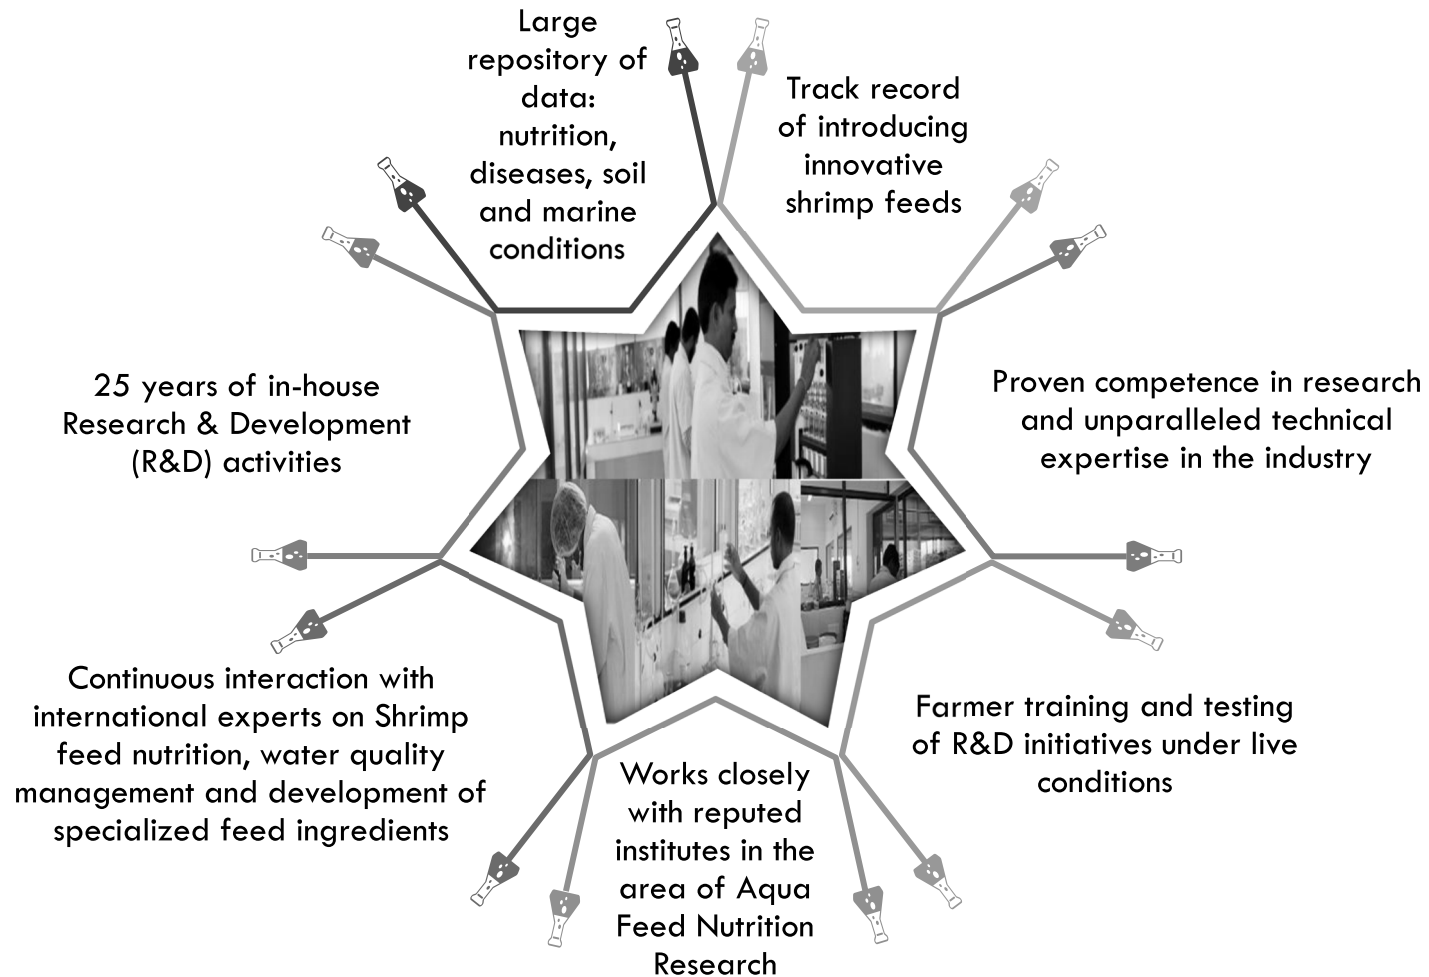 Large
repository of
data:
nutrition,
diseases, soil
and marine
conditions
Track record
of introducing
innovative
shrimp feeds
25 years of in-house
Research & Development
(R&D) activities
Proven competence in research
and unparalleled technical
expertise in the industry
Continuous interaction with
international experts on Shrimp
feed nutrition, water quality
management and development of
specialized feed ingredients
Farmer training and testing
of R&D initiatives under live
conditions
Works closely
with reputed
institutes in the
area of Aqua
Feed Nutrition
Research